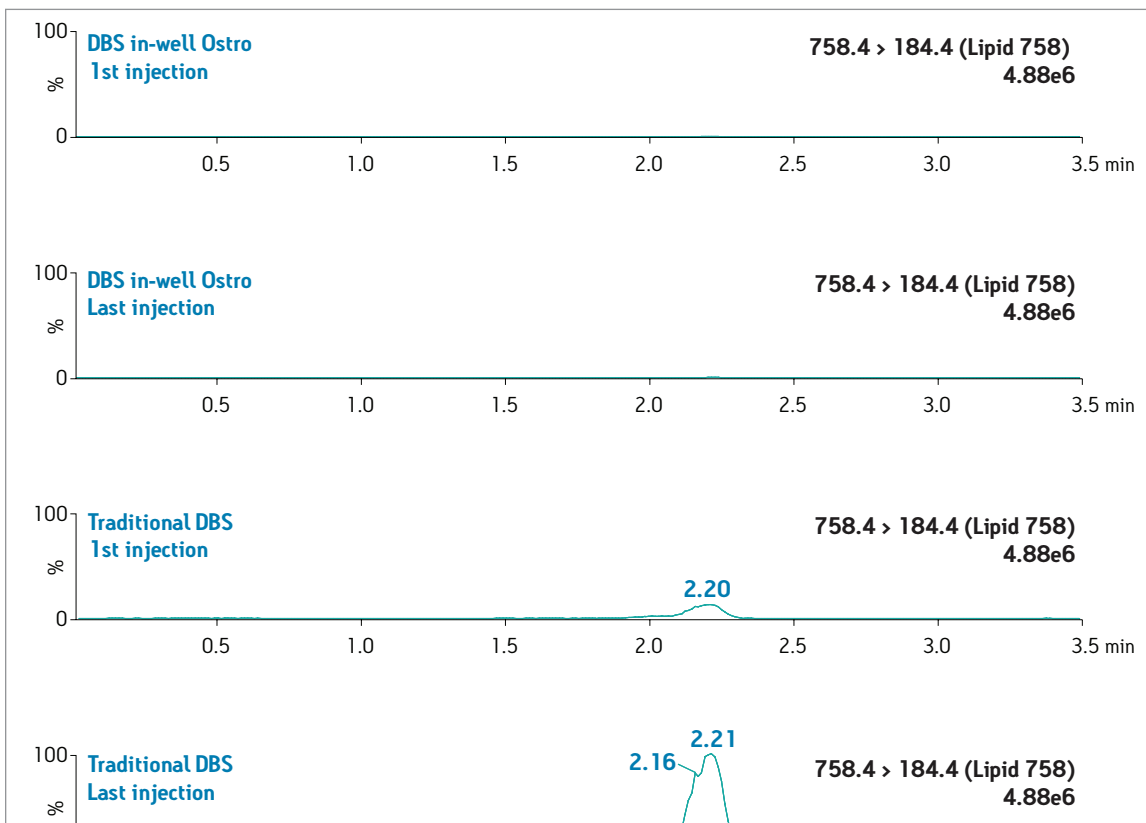 100
DBS in-well Ostro
1st injection
758.4 > 184.4 (Lipid 758)
4.88e6
%
0
0.5 1.0 1.5 2.0 2.5 3.0 3.5 min
100
DBS in-well Ostro
Last injection
758.4 > 184.4 (Lipid 758)
4.88e6
%
0
0.5 1.0 1.5 2.0 2.5 3.0 3.5 min
100
Traditional DBS
1st injection
758.4 > 184.4 (Lipid 758)
4.88e6
%
2.20
0
0.5 1.0 1.5 2.0 2.5 3.0 3.5 min
2.21
100
Traditional DBS
Last injection
2.16
758.4 > 184.4 (Lipid 758)
4.88e6
%